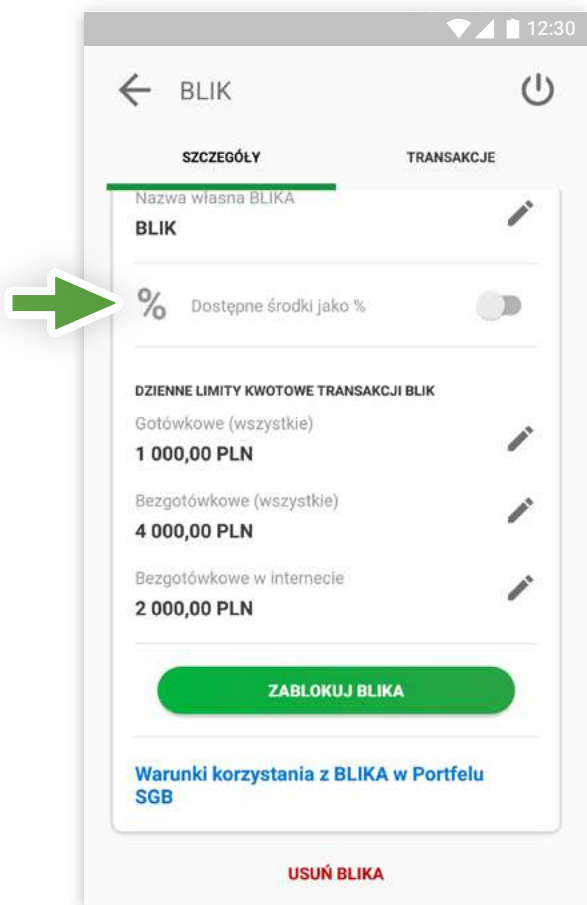 12:30
BLIK
SZCZEGÓŁY TRANSAKCJE
Nazwa własna BLIKA
BLIK
% Dostępne środki jako %
DZIENNE LIMITY KWOTOWE TRANSAKCJI BLIK
Gotówkowe (wszystkie)
1 000,00 PLN
Bezgotówkowe (wszystkie)
4 000,00 PLN
Bezgotówkowe w internecie
2 000,00 PLN
ZABLOKUJ BLIKA
Warunki korzystania z BLIKA w Portfelu
SGB
USUŃ BLIKA